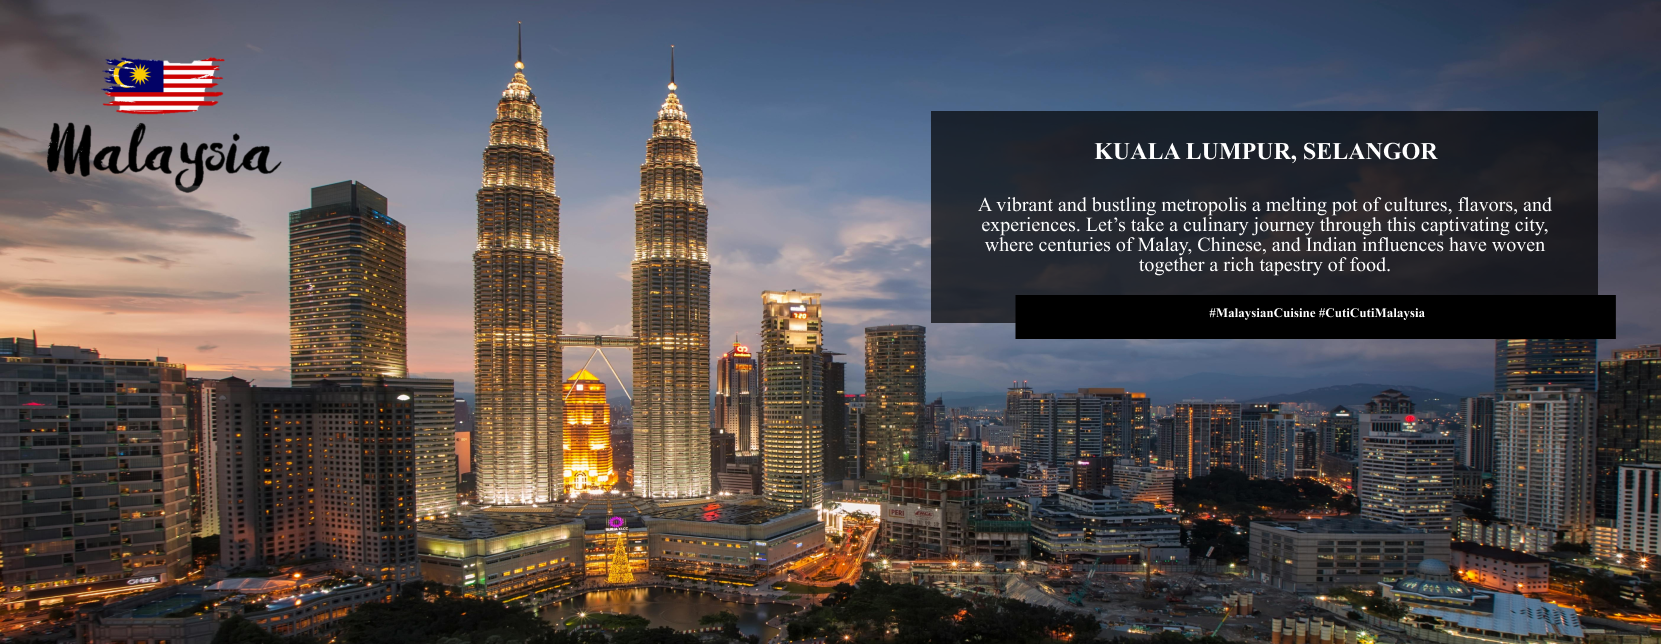 Malaysia
KUALA LUMPUR, SELANGOR
A vibrant and bustling metropolis a melting pot of cultures, flavors, and
experiences. Let’s take a culinary journey through this captivating city,
where centuries of Malay, Chinese, and Indian influences have woven
together a rich tapestry of food.
#MalaysianCuisine #CutiCutiMalaysia
PERI